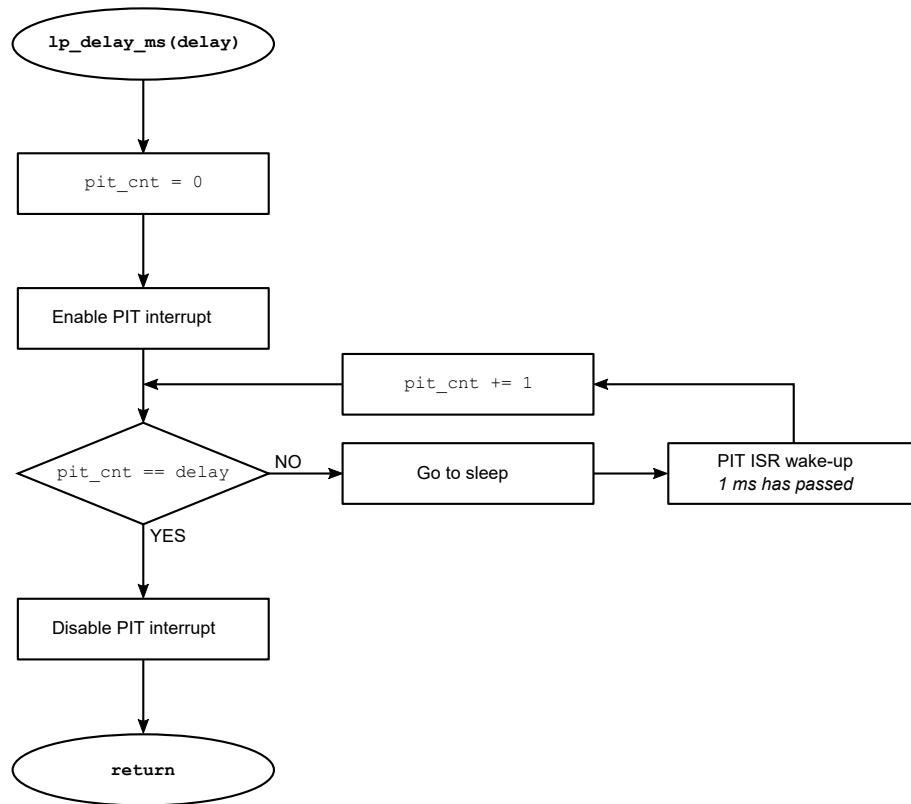 lp_delay_ms(delay)
pit_cnt = 0
Enable PIT interrupt
pit_cnt += 1
pit_cnt == delay
NO
Go to sleep
PIT ISR wake-up
1 ms has passed
YES
Disable PIT interrupt
return